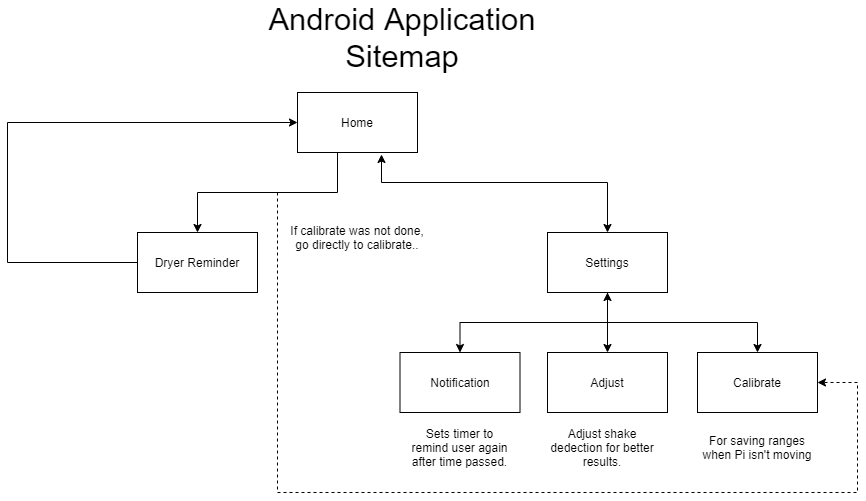 Android Application
Sitemap
Home
If calibrate was not done,
go directly to calibrate..
Dryer Reminder
Settings
Notification
Adjust
Calibrate
Sets timer to
remind user again
after time passed.
Adjust shake
dedection for better
results.
For saving ranges
when Pi isn't moving